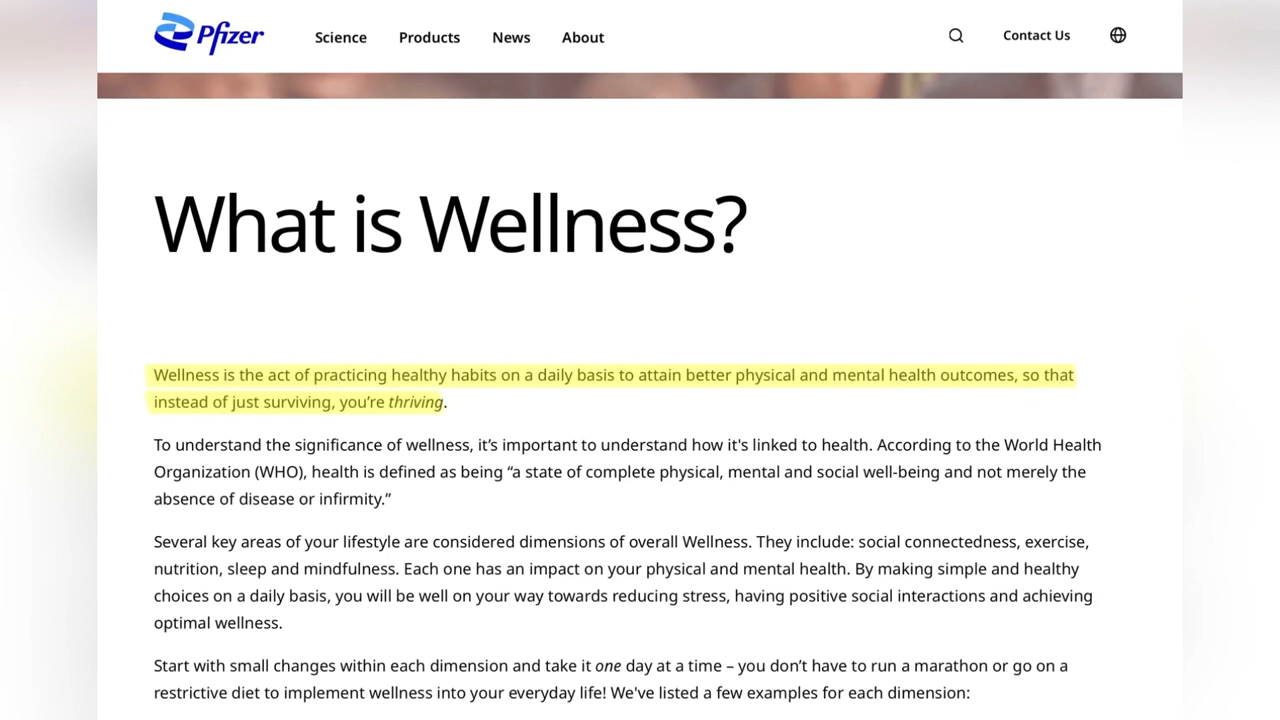 Pfizer
Science Products News About Contact Us
What is Wellness?
Wellness is the act of practicing healthy habits on a daily basis to attain better physical and mental health outcomes, so that
instead of just surviving, you’re thriving.
To understand the significance of wellness, it’s important to understand how it's linked to health. According to the World Health
Organization (WHO), health is defined as being “a state of complete physical, mental and social well-being and not merely the
absence of disease or infirmity.”
Several key areas of your lifestyle are considered dimensions of overall Wellness. They include: social connectedness, exercise,
nutrition, sleep and mindfulness. Each one has an impact on your physical and mental health. By making simple and healthy
choices on a daily basis, you will be well on your way towards reducing stress, having positive social interactions and achieving
optimal wellness.
Start with small changes within each dimension and take it one day at a time – you don’t have to run a marathon or go on a
restrictive diet to implement wellness into your everyday life! We've listed a few examples for each dimension: